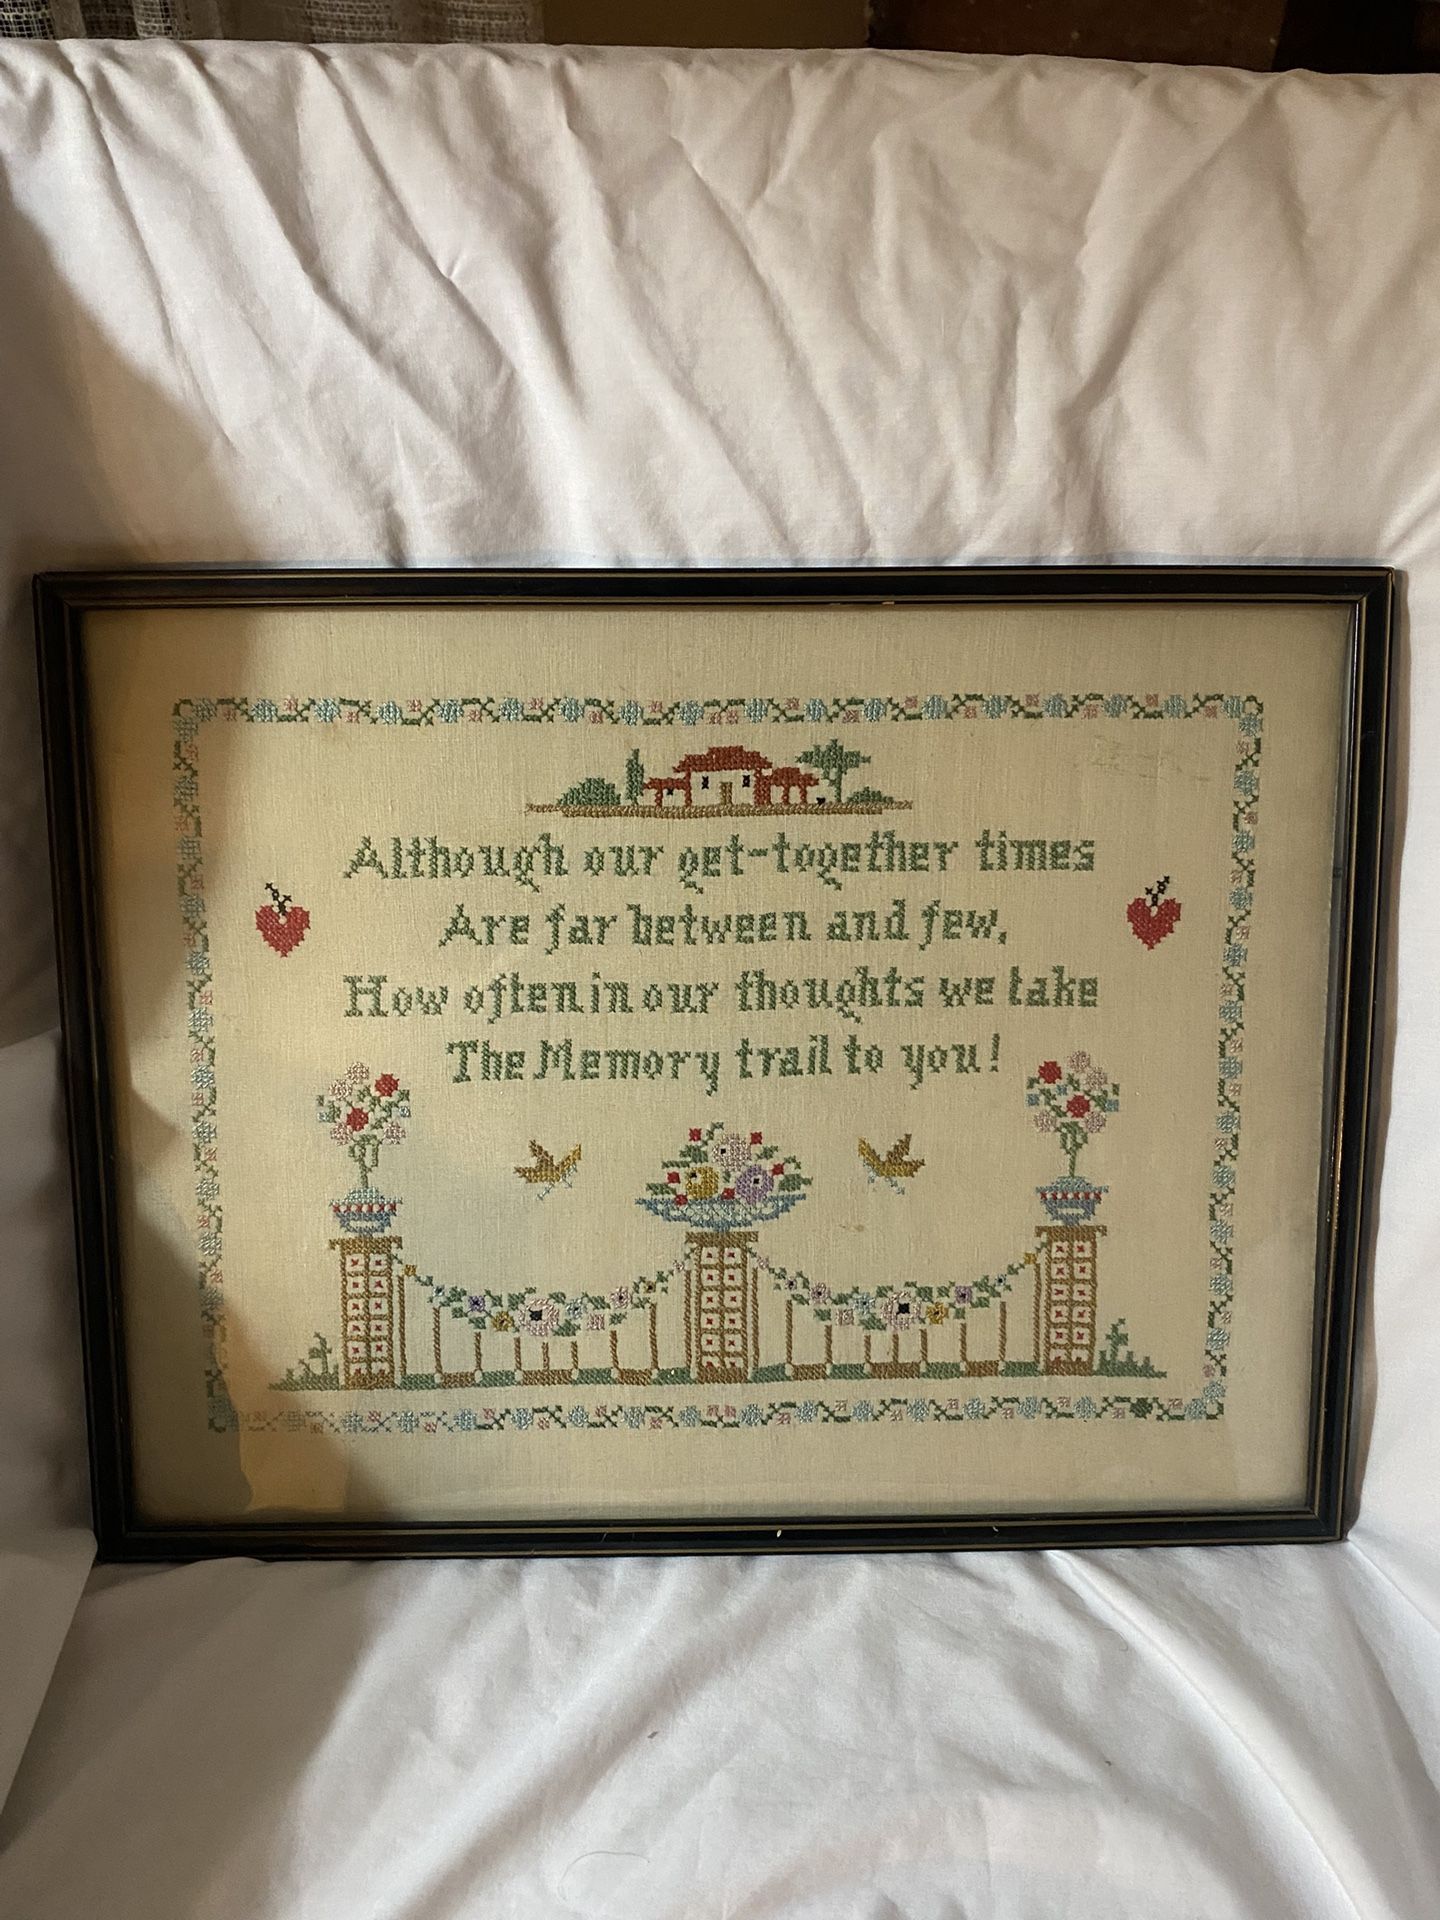 Although our get-together times
Are far between and few,
How often in our thoughts we take
The Memory trail to you!